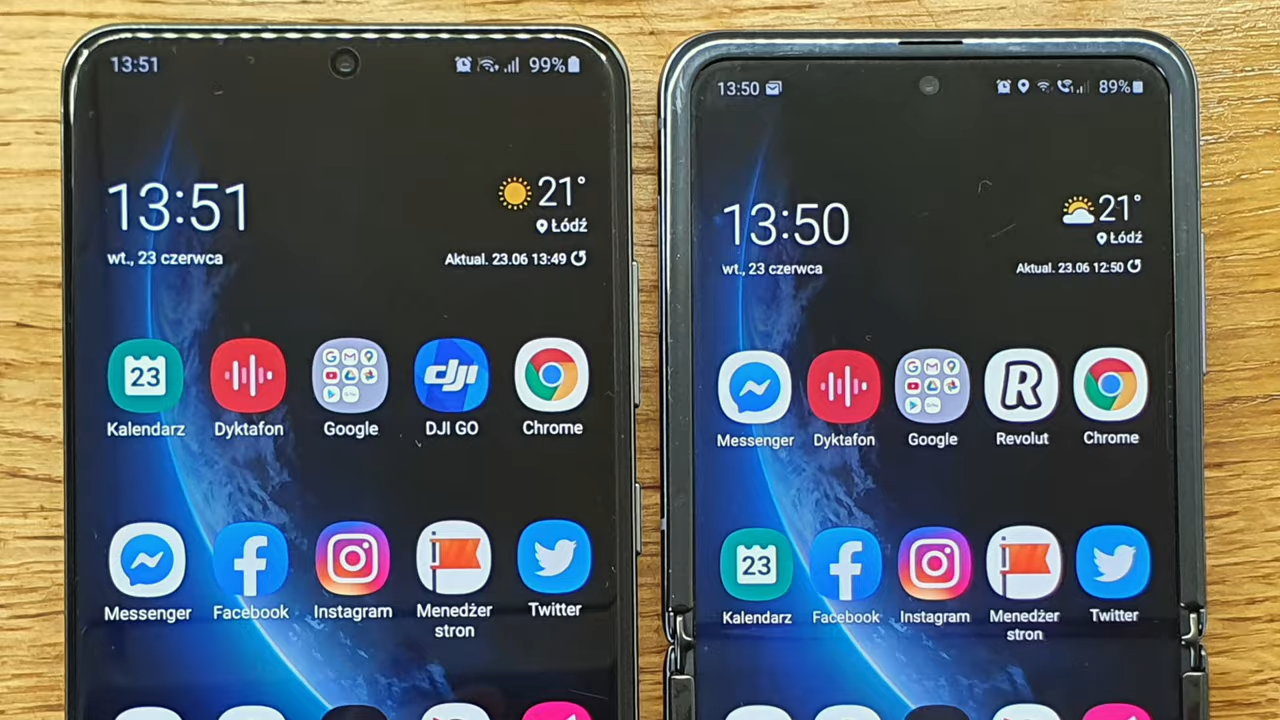 13:51
99%
13:51
21°
Łódź
wt., 23 czerwca
Aktual. 23.06 13:49
23
dji
Kalendarz
Dyktafon
Google
DJI GO
Chrome
Messenger
Facebook
Instagram
Menedżer
stron
Twitter
13:50
89%
13:50
21°
Łódź
wt., 23 czerwca
Aktual. 23.06 12:50
R
Messenger
Dyktafon
Google
Revolut
Chrome
23
Kalendarz
Facebook
Instagram
Menedżer
stron
Twitter